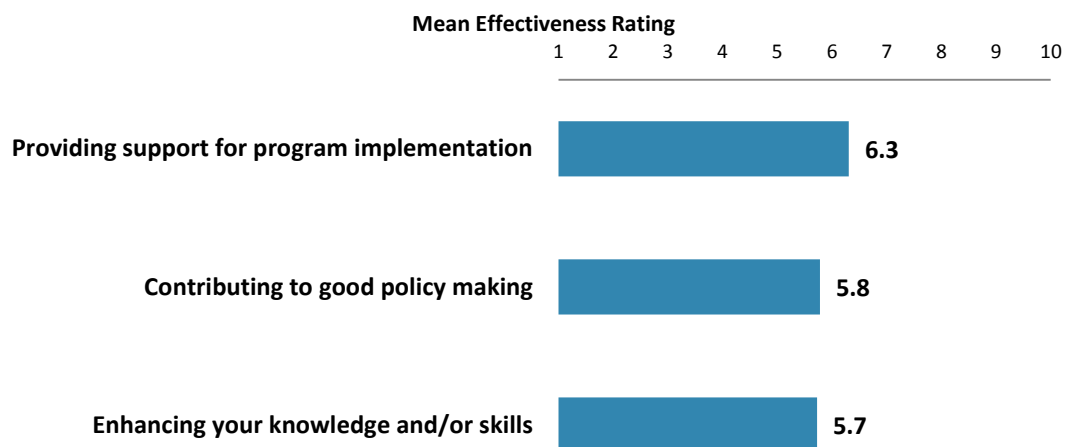 Mean Effectiveness Rating
1 2 3 4 5 6 7 8 9 10
Providing support for program implementation 6.3
Contributing to good policy making 5.8
Enhancing your knowledge and/or skills 5.7